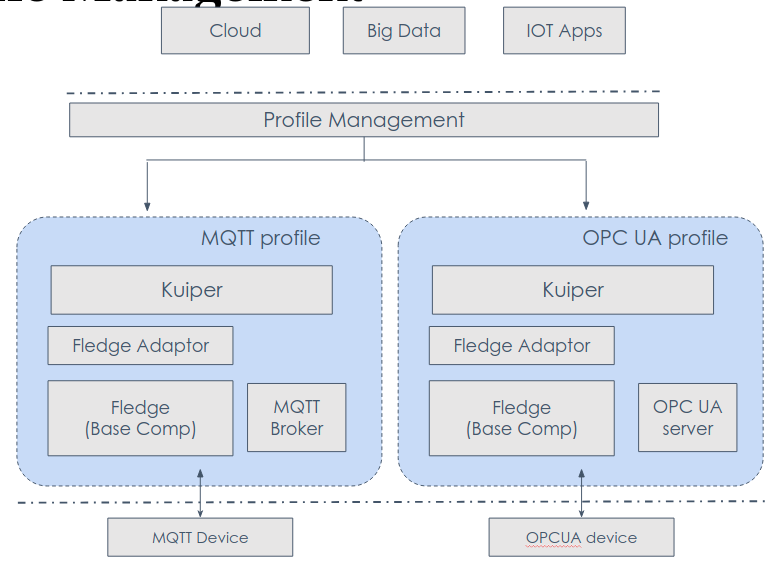 Management
Cloud
Big Data
IOT Apps
Profile Management
MQTT profile
OPC UA profile
Kuiper
Kuiper
Fledge Adaptor
Fledge Adaptor
Fledge
(Base Comp)
MQTT
Broker
Fledge
(Base Comp)
OPC UA
server
MQTT Device
OPCUA device